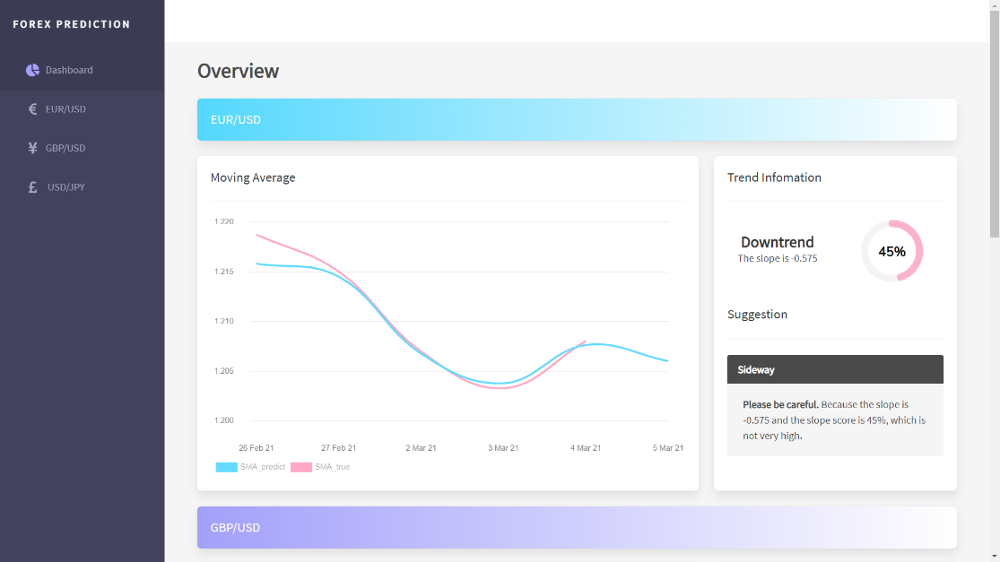 FOREX PREDICTION
Dashboard
€ EUR/USD
¥ GBP/USD
£ USD/JPY
Overview
EUR/USD
Moving Average
1.220
1.215
1.210
1.205
1.200
26 Feb 21 27 Feb 21 2 Mar 21 3 Mar 21 4 Mar 21 5 Mar 21
SMA_predict SMA_true
Trend Infomation
Downtrend
The slope is -0.575
45%
Suggestion
Sideway
Please be careful. Because the slope is
-0.575 and the slope score is 45%, which is
not very high.
GBP/USD